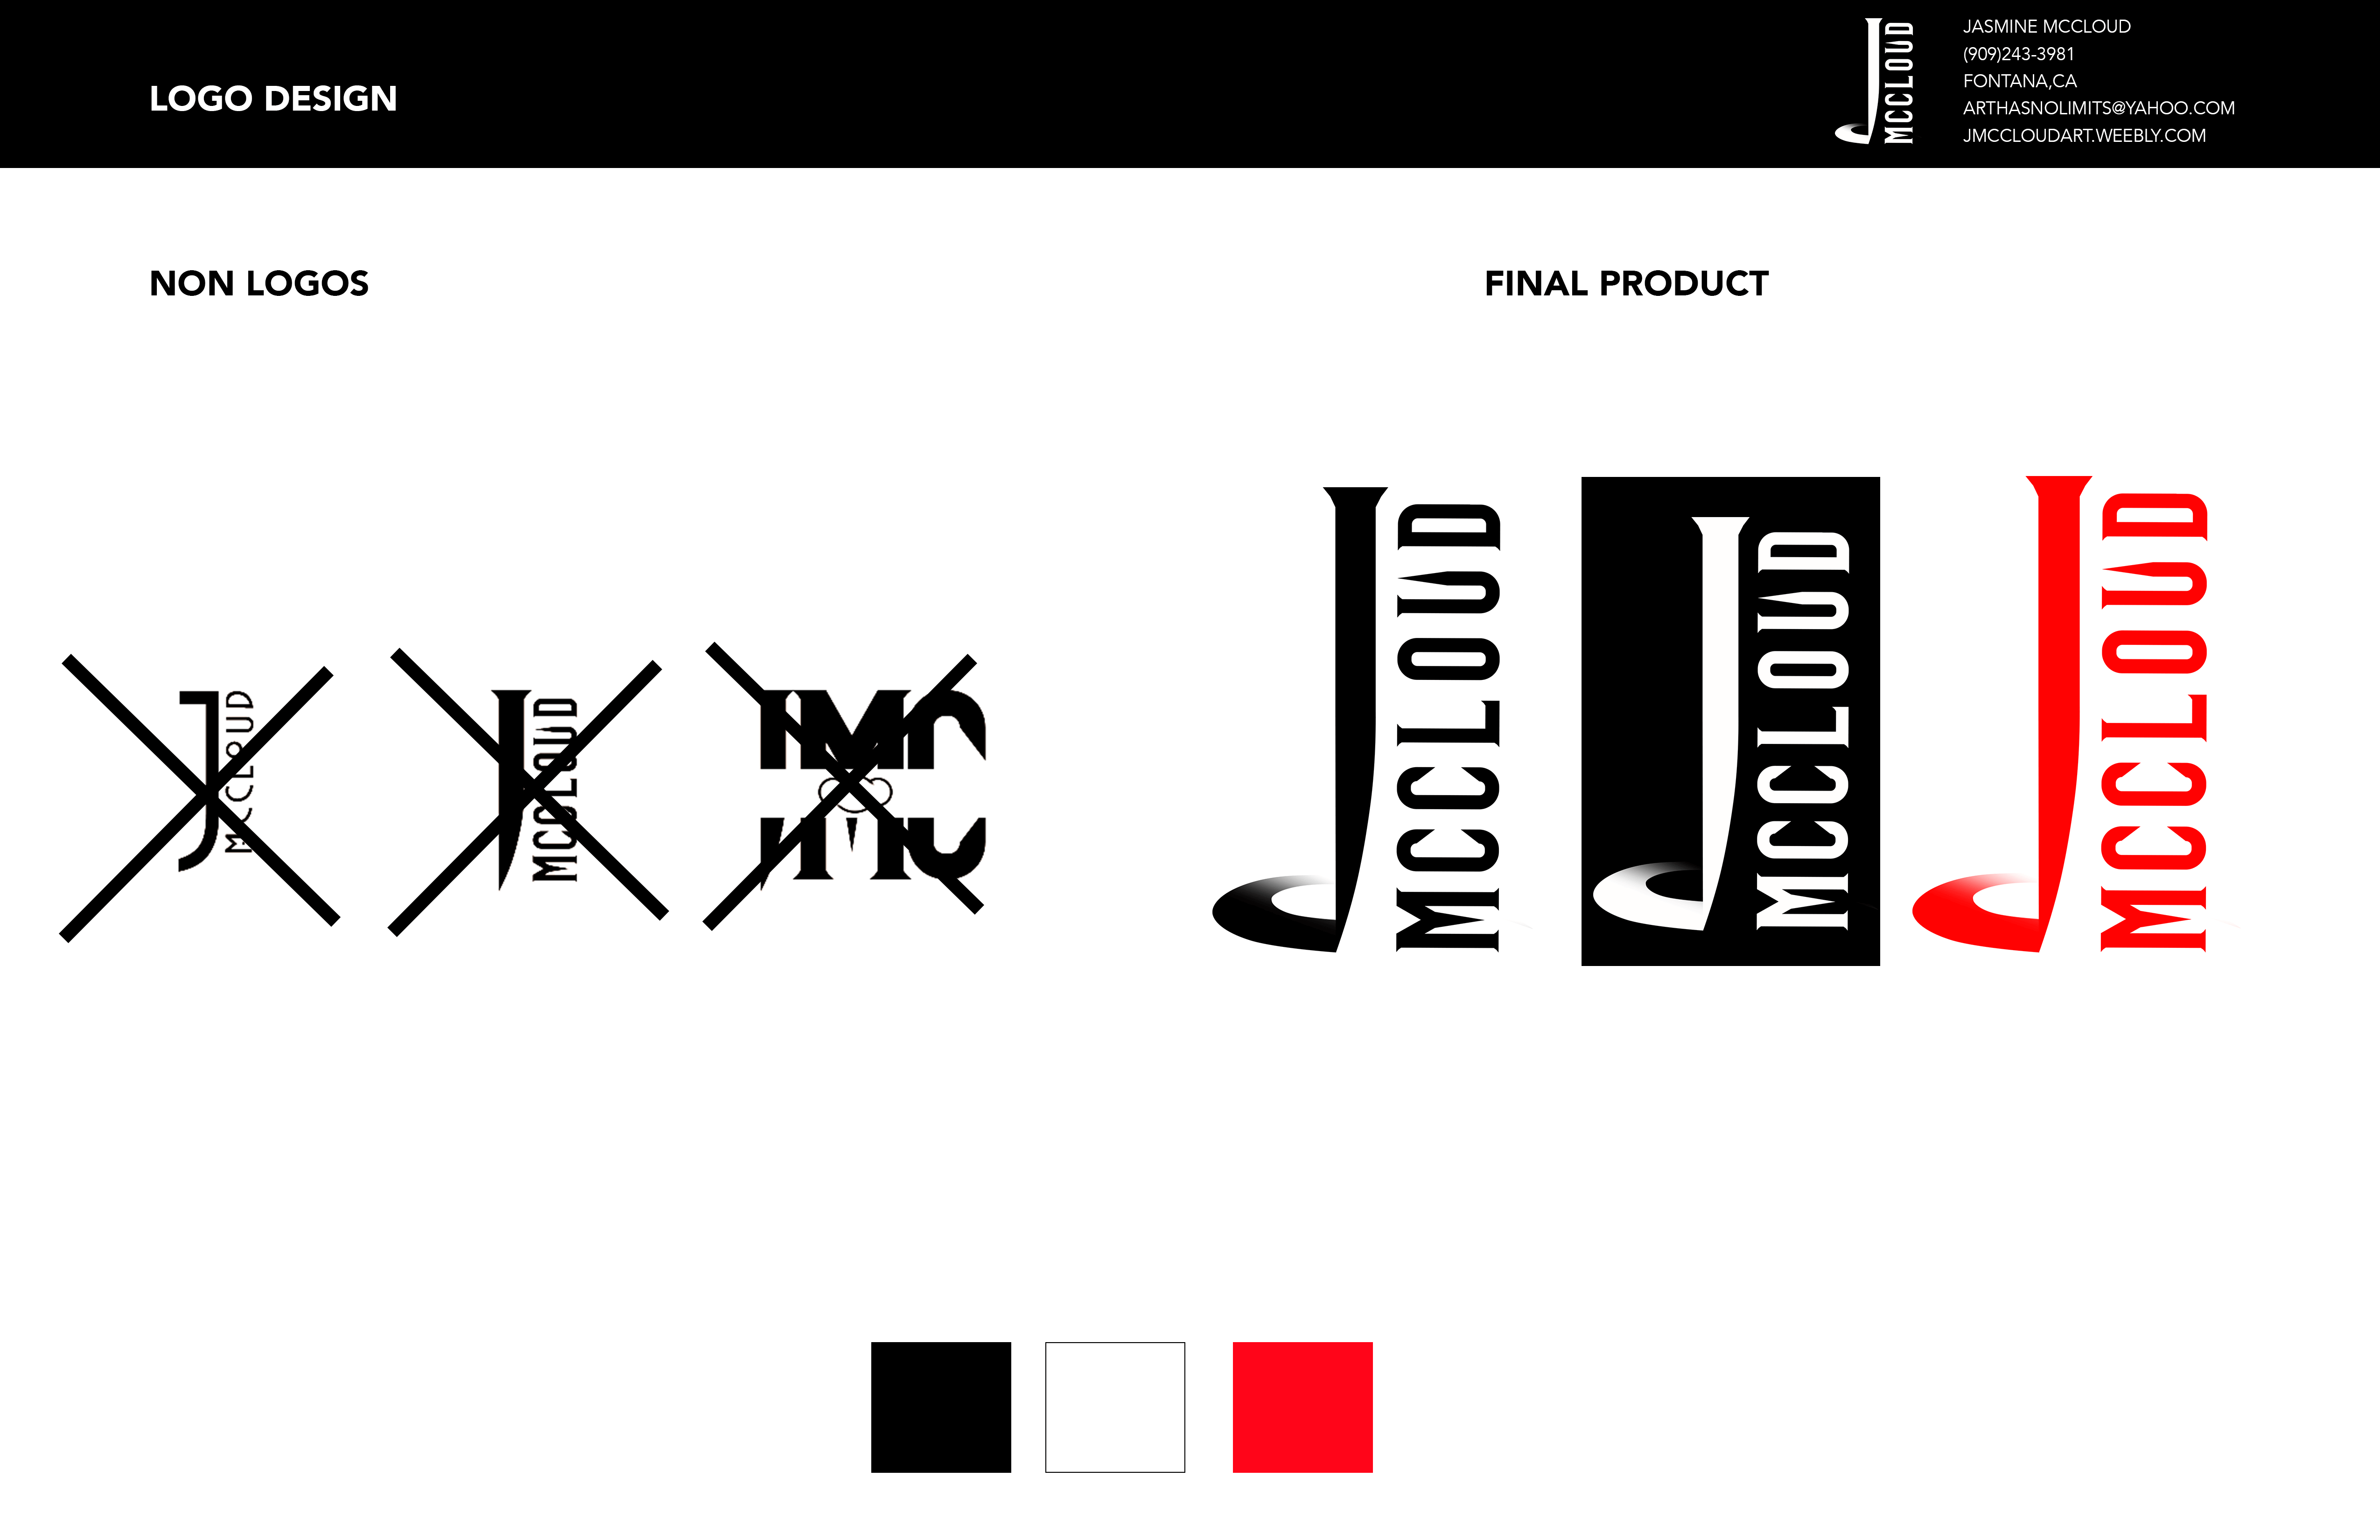 LOGO DESIGN
J
MCCLOUD
JASMINE MCCLOUD
(909)243-3981
FONTANA,CA
ARTHASNOLIMITS@YAHOO.COM
JMCCLOUDART.WEEBLY.COM
NON LOGOS
FINAL PRODUCT
J
MCCLOUD
J
MCCLOUD
JMC
J
MCCLOUD
J
MCCLOUD
J
MCCLOUD